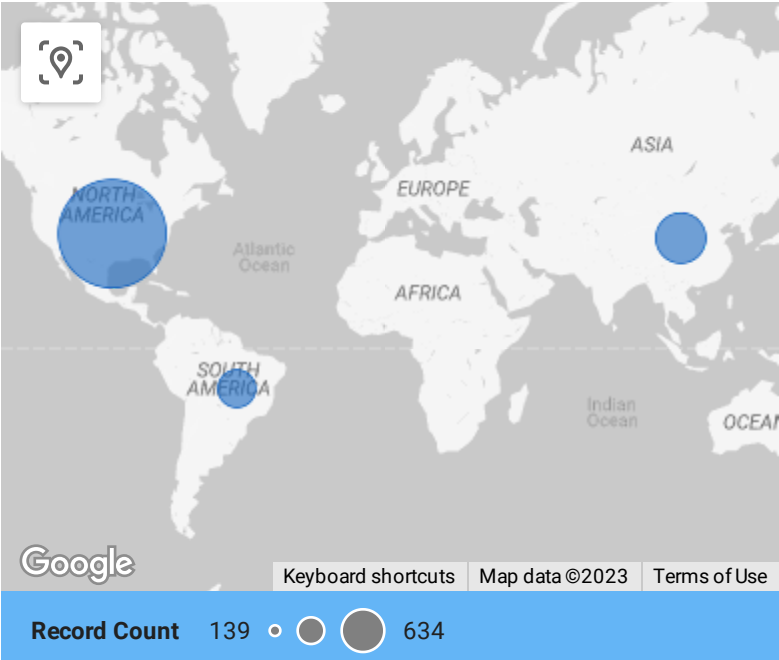 ASIA
NORTH
AMERICA
EUROPE
Atlantic
Ocean
AFRICA
SOUTH
AMERICA
Indian
Ocean
OCEAN
Google
Keyboard shortcuts
Map data ©2023
Terms of Use
Record Count 139 634